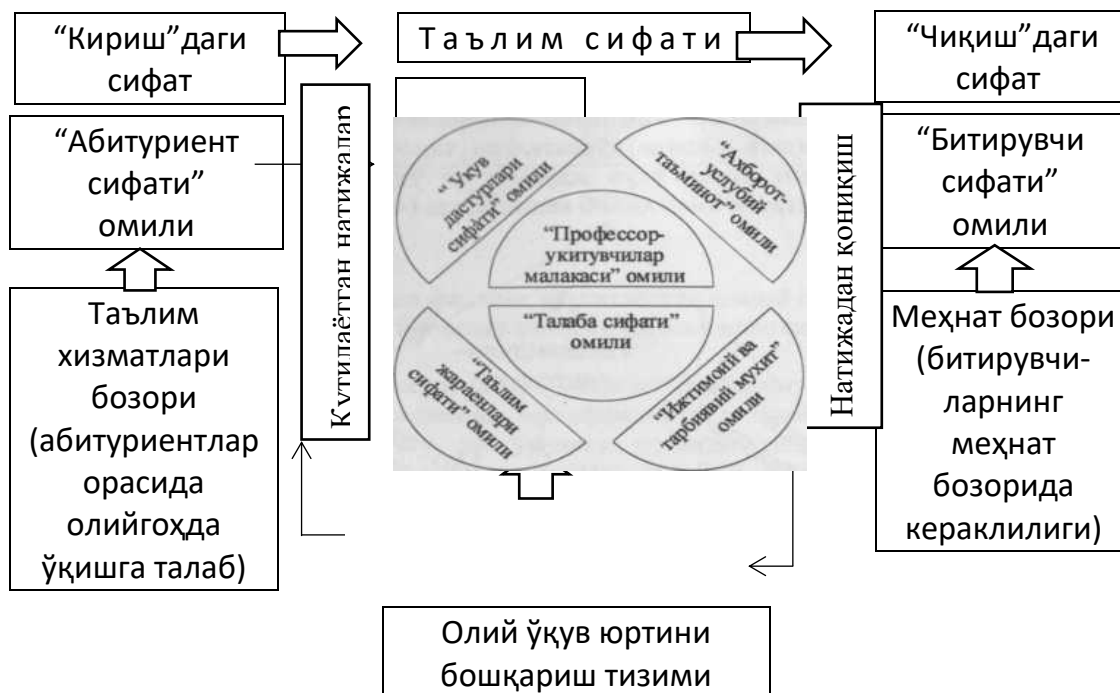 “Кириш”даги
сифат
Таълим сифати
“Чиқиш”даги
сифат
“Абитуриент
сифати”
омили
Кутилаётган натижалар
“Укув
дастурлари
сифати” омили
“Ахборот-
услубий
таъминот” омили
“Профессор-
укитувчилар
малакаси” омили
“Талаба сифати”
омили
“Таълим
жараёнлари
сифати” омили
“Ижтимоий ва
тарбиявий мухит”
омили
Натижадан қониқиш
“Битирувчи
сифати”
омили
Таълим
хизматлари
бозори
(абитуриентлар
орасида
олийгоҳда
ўқишга талаб)
Меҳнат бозори
(битирувчи-
ларнинг
меҳнат
бозорида
кераклилиги)
Олий ўқув юртини
бошқариш тизими